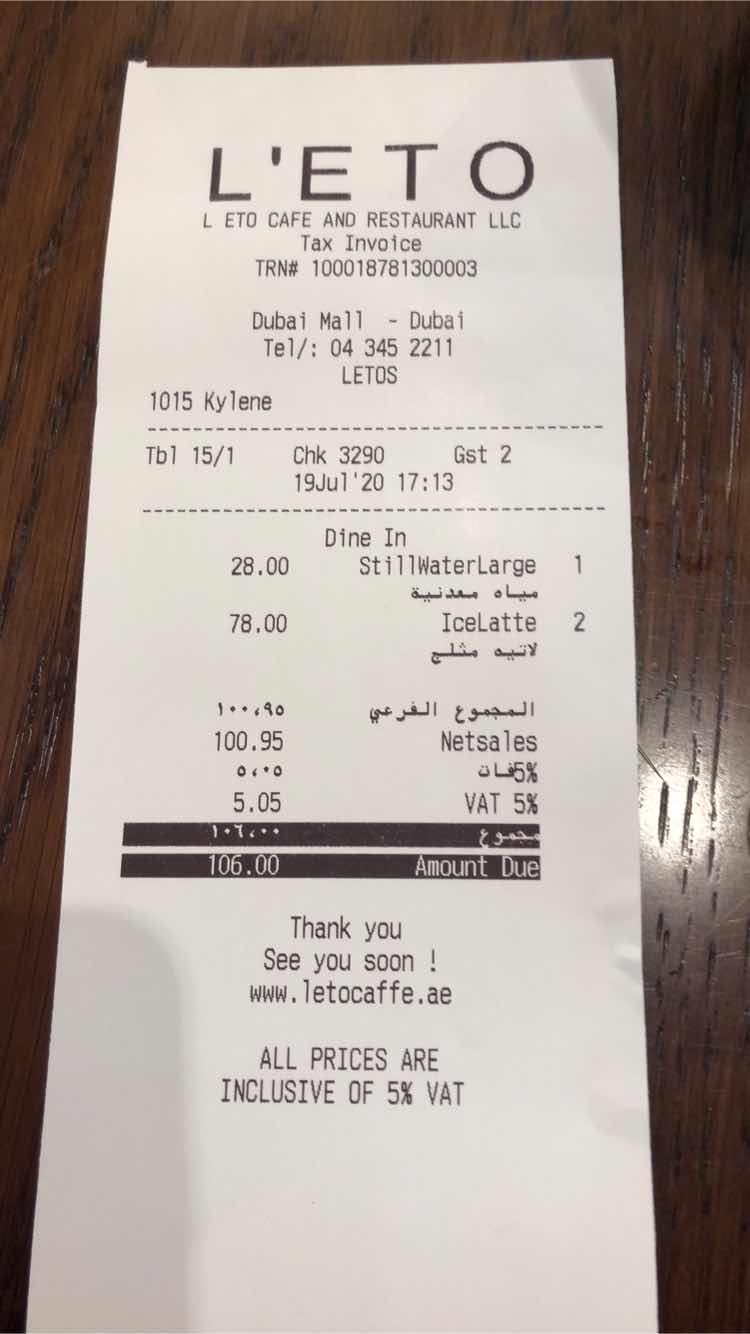 L'ETO
L ETO CAFE AND RESTAURANT LLC
Tax Invoice
TRN# 100018781300003
Dubai Mall - Dubai
Tel/: 04 345 2211
LETOS
1015 Kylene
Tbl 15/1 Chk 3290 Gst 2
19Jul'20 17:13
Dine In
28.00 StillWaterLarge 1
مياه معدنية
78.00 IceLatte 2
لاتيه مثلج
المجموع الفرعي ١٠٠،٩٥
100.95 Netsales
5%فات ٥،٠٥
5.05 VAT 5%
مجموع ١٠٦،٠٠
106.00 Amount Due
Thank you
See you soon !
www.letocaffe.ae
ALL PRICES ARE
INCLUSIVE OF 5% VAT